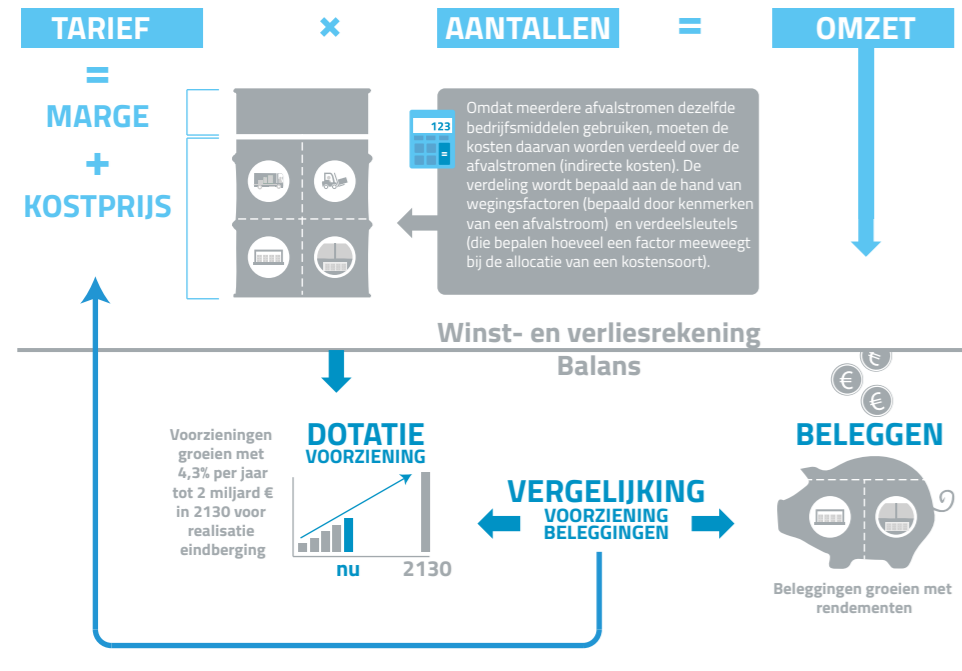 TARIEF × AANTALLEN = OMZET
=
MARGE
+
KOSTPRIJS
123
=
Omdat meerdere afvalstromen dezelfde
bedrijfsmiddelen gebruiken, moeten de
kosten daarvan worden verdeeld over de
afvalstromen (indirecte kosten). De
verdeling wordt bepaald aan de hand van
wegingsfactoren (bepaald door kenmerken
van een afvalstroom) en verdeelsleutels
(die bepalen hoeveel een factor meeweegt
bij de allocatie van een kostensoort).
Winst- en verliesrekening
Balans
Voorzieningen
groeien met
4,3% per jaar
tot 2 miljard €
in 2130 voor
realisatie
eindberging
DOTATIE
VOORZIENING
nu 2130
VERGELIJKING
VOORZIENING
BELEGGINGEN
€
€
€
BELEGGEN
Beleggingen groeien met
rendementen